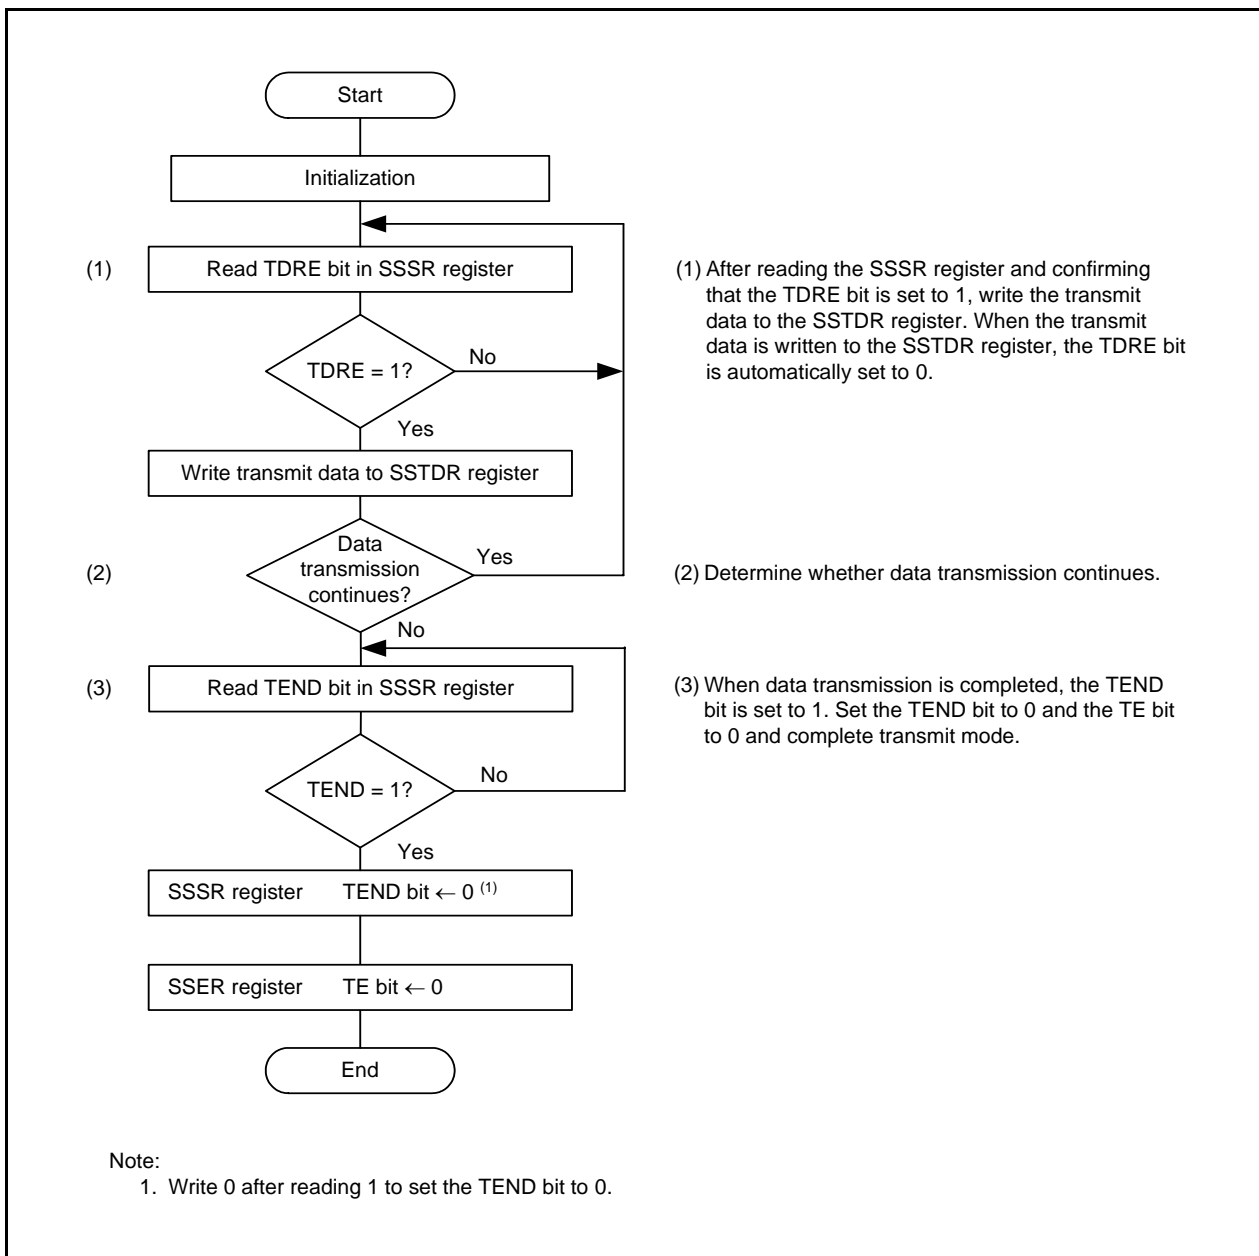 Start
Initialization
(1)
Read TDRE bit in SSSR register
(1) After reading the SSSR register and confirming
that the TDRE bit is set to 1, write the transmit
data to the SSTDR register. When the transmit
data is written to the SSTDR register, the TDRE bit
is automatically set to 0.
TDRE = 1?
No
Yes
Write transmit data to SSTDR register
(2)
Data
transmission
continues?
Yes
(2) Determine whether data transmission continues.
No
(3)
Read TEND bit in SSSR register
(3) When data transmission is completed, the TEND
bit is set to 1. Set the TEND bit to 0 and the TE bit
to 0 and complete transmit mode.
TEND = 1?
No
Yes
SSSR register TEND bit ← 0 (1)
SSER register TE bit ← 0
End
Note:
1. Write 0 after reading 1 to set the TEND bit to 0.